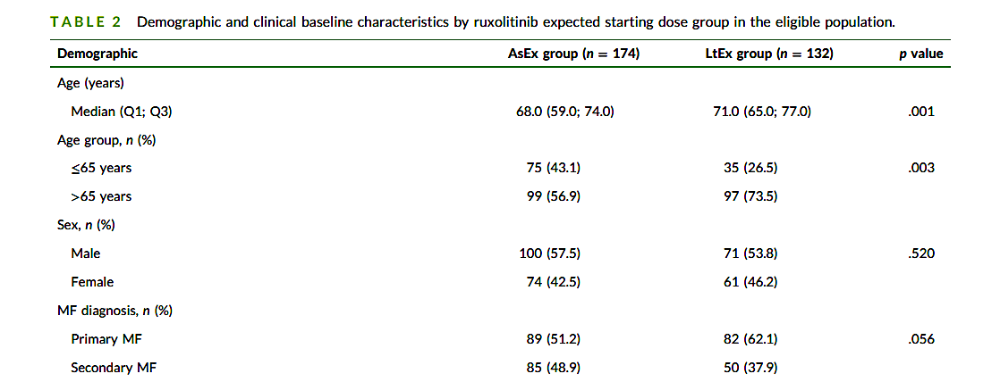 TABLE 2 Demographic and clinical baseline characteristics by ruxolitinib expected starting dose group in the eligible population.
Demographic AsEx group (n = 174) LtEx group (n = 132) p value
Age (years)
Median (Q1; Q3) 68.0 (59.0; 74.0) 71.0 (65.0; 77.0) .001
Age group, n (%)
≤65 years 75 (43.1) 35 (26.5) .003
>65 years 99 (56.9) 97 (73.5)
Sex, n (%)
Male 100 (57.5) 71 (53.8) .520
Female 74 (42.5) 61 (46.2)
MF diagnosis, n (%)
Primary MF 89 (51.2) 82 (62.1) .056
Secondary MF 85 (48.9) 50 (37.9)